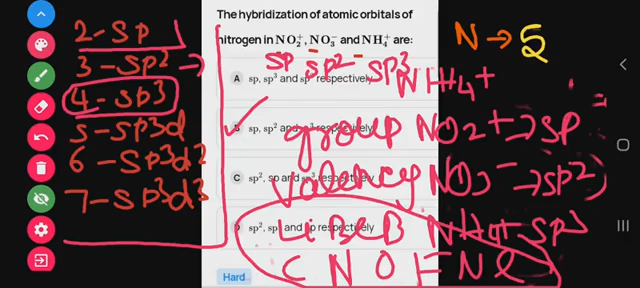 2-SP
3-SP2
4-SP3
5-SP3d
6-SP3d2
7-SP3d3
The hybridization of atomic orbitals of
nitrogen in NO₂⁺, NO₃⁻ and NH₄⁺ are:
SP SP2 - SP3
A sp, sp³ and sp² respectively
sp, sp² and sp³ respectively
C sp², sp and sp³ respectively
D sp², sp³ and sp respectively
Hard
N → 5
NH4+
group NO2+ → SP
valency NO3⁻ → SP2
Li Be B NH4+ SP3
C N O F Ne